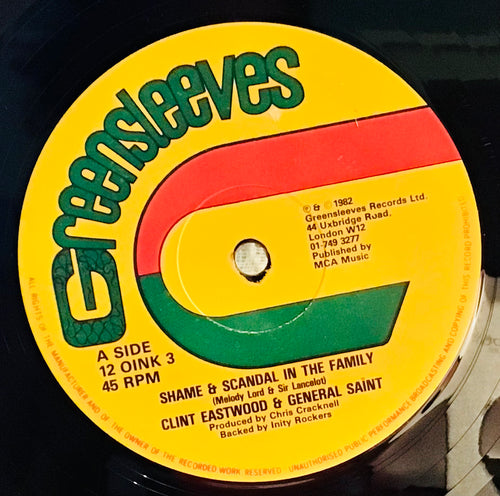 Greensleeves
℗ & © 1982
Greensleeves Records Ltd.
44 Uxbridge Road,
London W12
01-749 3277
Published by
MCA Music
A SIDE
12 OINK 3
45 RPM
SHAME & SCANDAL IN THE FAMILY
(Melody Lord & Sir Lancelot)
CLINT EASTWOOD & GENERAL SAINT
Produced by Chris Cracknell
Backed by Inity Rockers
ALL RIGHTS OF THE MANUFACTURER AND OF THE OWNER OF THE RECORDED WORK RESERVED UNAUTHORISED PUBLIC PERFORMANCE BROADCASTING AND COPYING OF THIS RECORD PROHIBITED